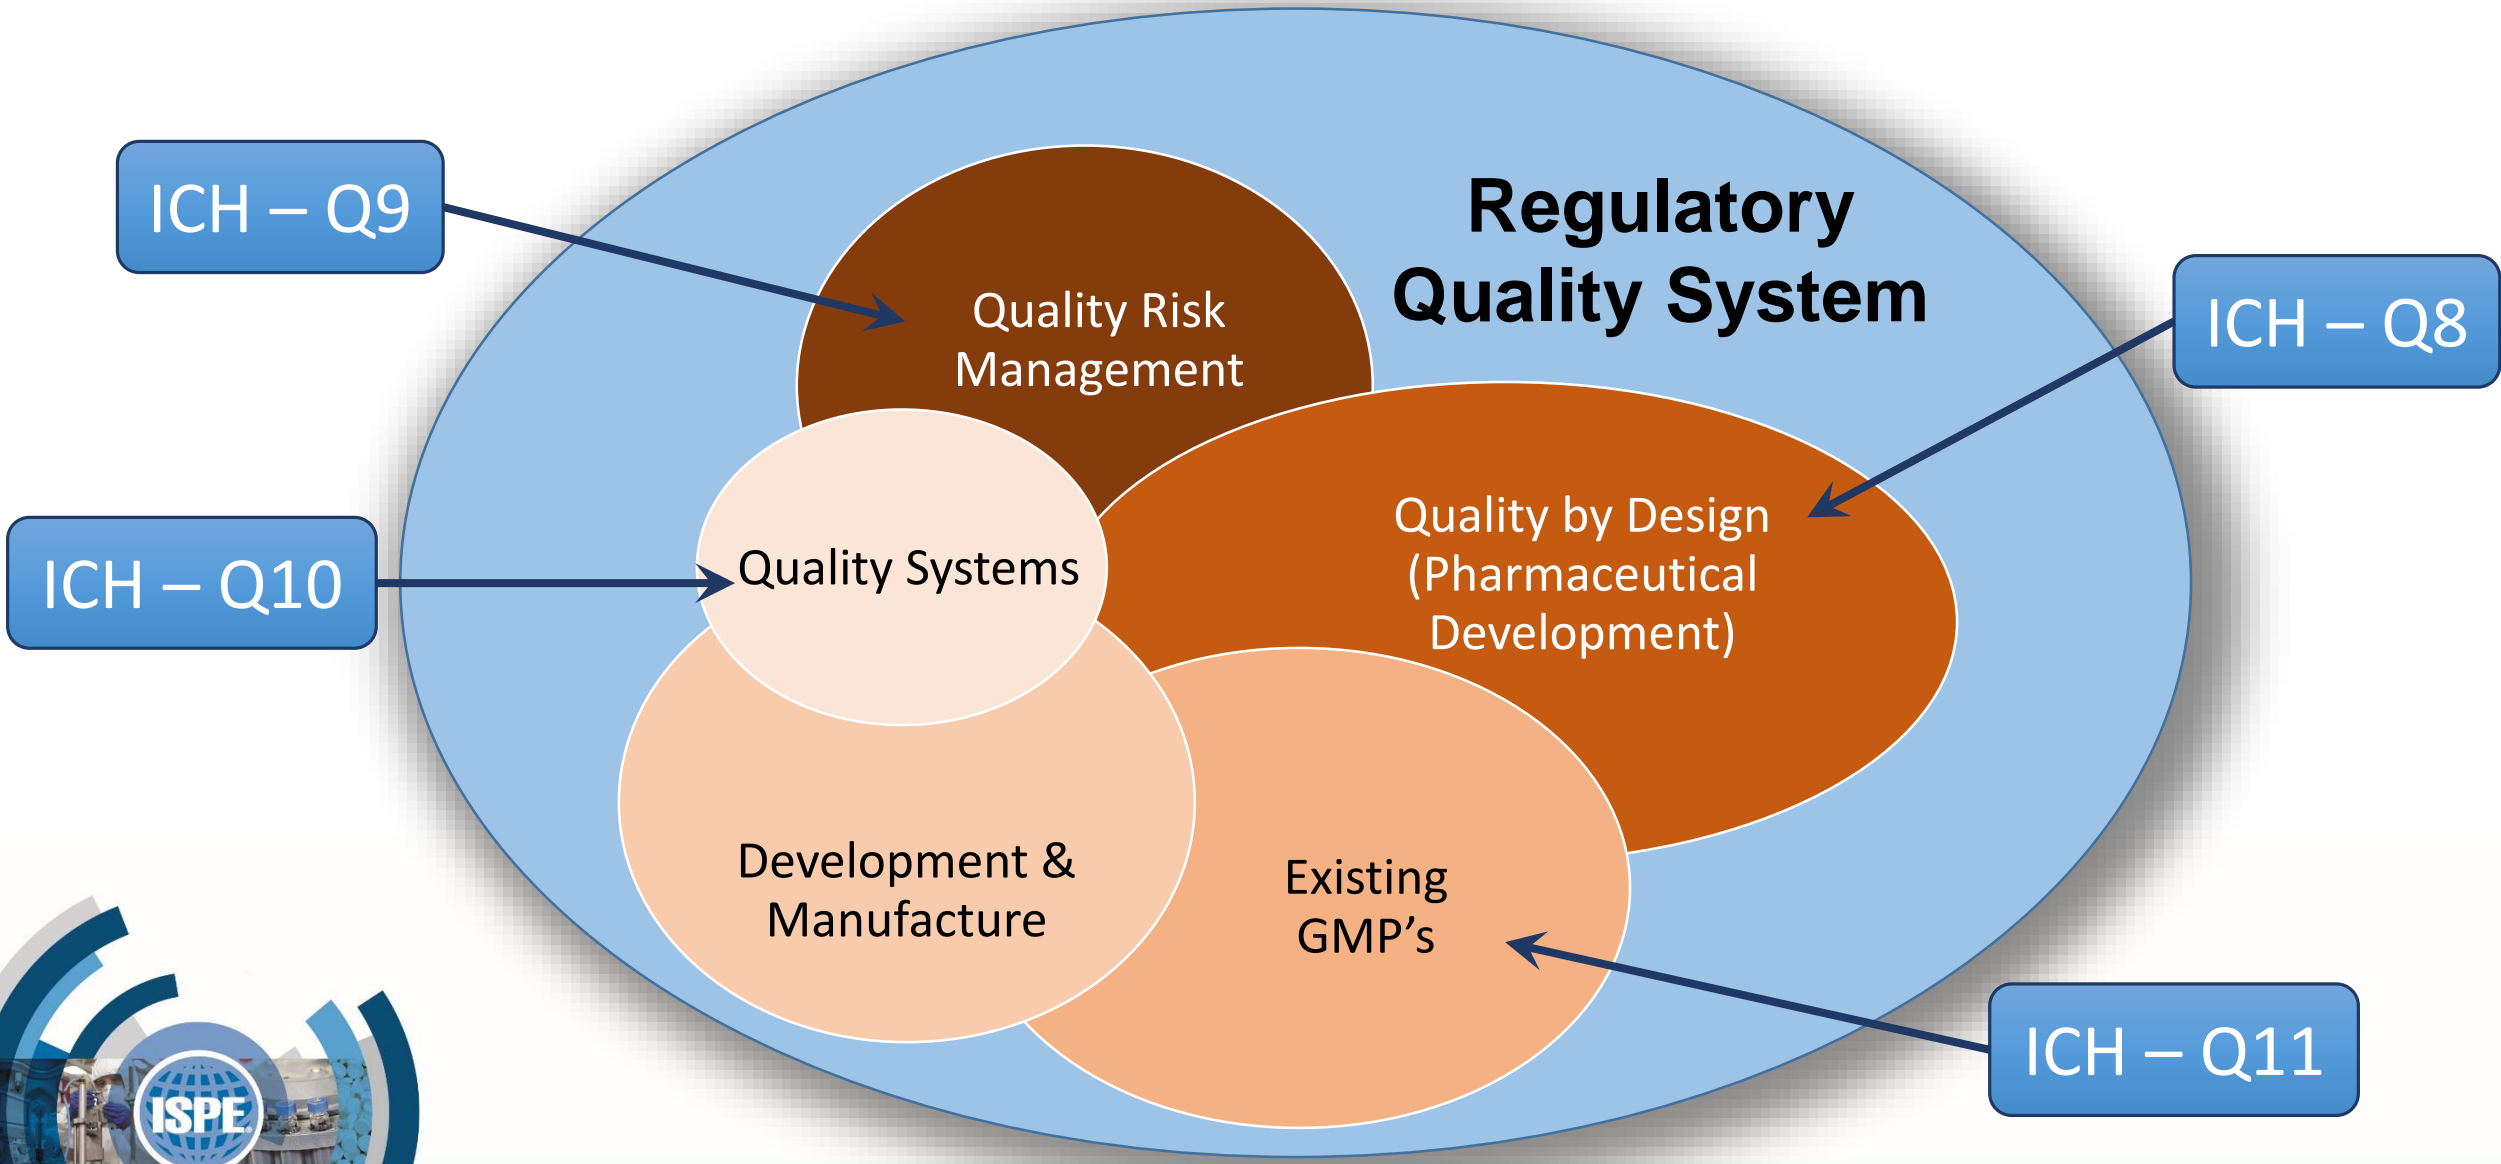 Regulatory
Quality System
ICH – Q9
Quality Risk
Management
ICH – Q8
Quality by Design
(Pharmaceutical
Development)
ICH – Q10
Quality Systems
Development &
Manufacture
Existing
GMP’s
ICH – Q11
ISPE®